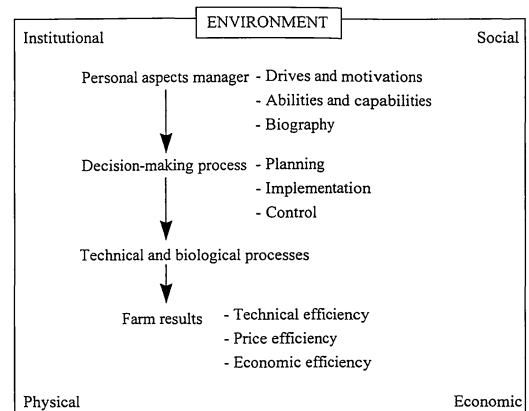 ENVIRONMENT
Institutional Social
Personal aspects manager - Drives and motivations
- Abilities and capabilities
- Biography
Decision-making process - Planning
- Implementation
- Control
Technical and biological processes
Farm results - Technical efficiency
- Price efficiency
- Economic efficiency
Physical Economic